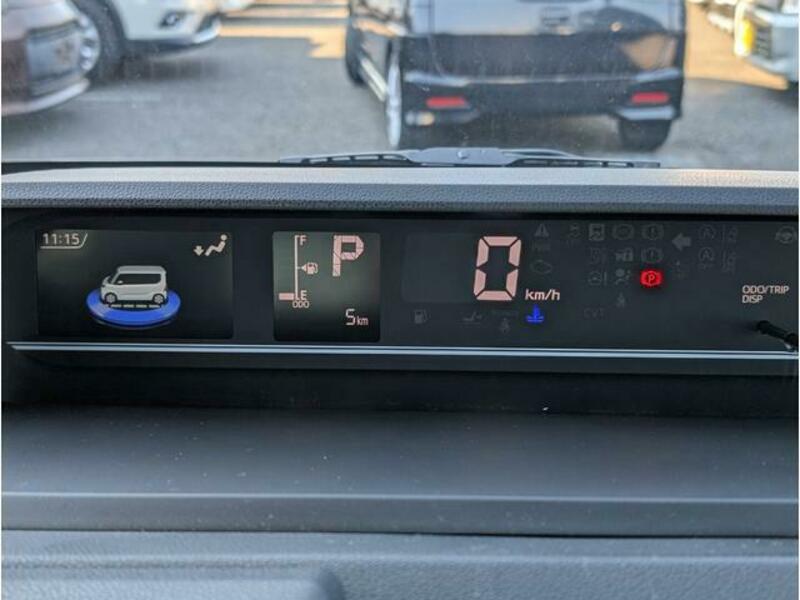 11:15
F
E
ODO
P
5km
0
km/h
CVT
ODO/TRIP
DISP